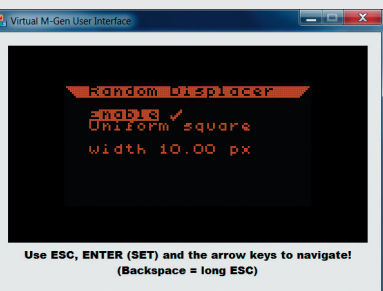 Virtual M-Gen User Interface
Random Displacer
Enable ✓
Uniform square
width 10.00 px
Use ESC, ENTER (SET) and the arrow keys to navigate!
(Backspace = long ESC)